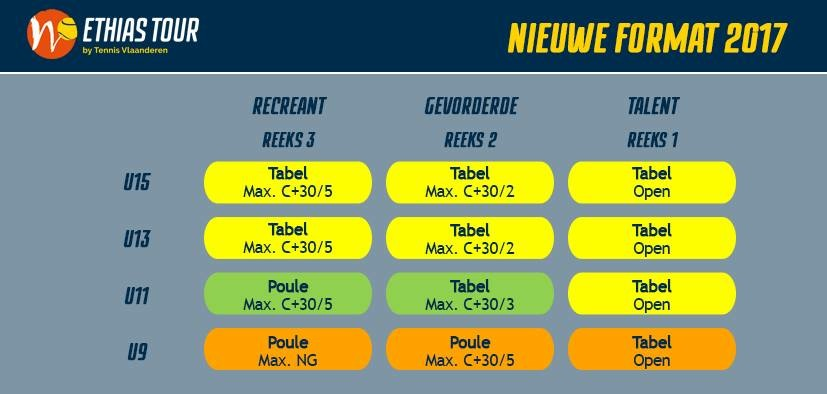 ETHIAS TOUR
by Tennis Vlaanderen
NIEUWE FORMAT 2017
RECREANT GEVORDERDE TALENT
REEKS 3 REEKS 2 REEKS 1
U15 Tabel Tabel Tabel
Max. C+30/5 Max. C+30/2 Open
U13 Tabel Tabel Tabel
Max. C+30/5 Max. C+30/2 Open
U11 Poule Tabel Tabel
Max. C+30/5 Max. C+30/3 Open
U9 Poule Poule Tabel
Max. NG Max. C+30/5 Open